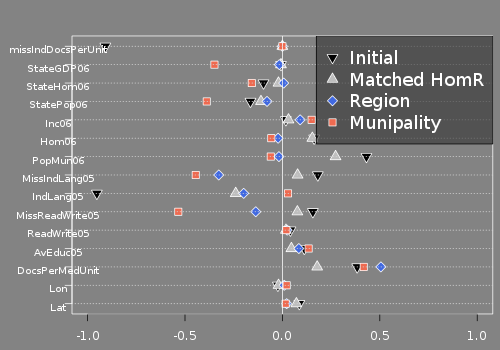 missIndDocsPerUnit
StateGDP06
StateHom06
StatePop06
Inc06
Hom06
PopMun06
MissIndLang05
IndLang05
MissReadWrite05
ReadWrite05
AvEduc05
DocsPerMedUnit
Lon
Lat
Initial
Matched HomR
Region
Munipality
-1.0
-0.5
0.0
0.5
1.0